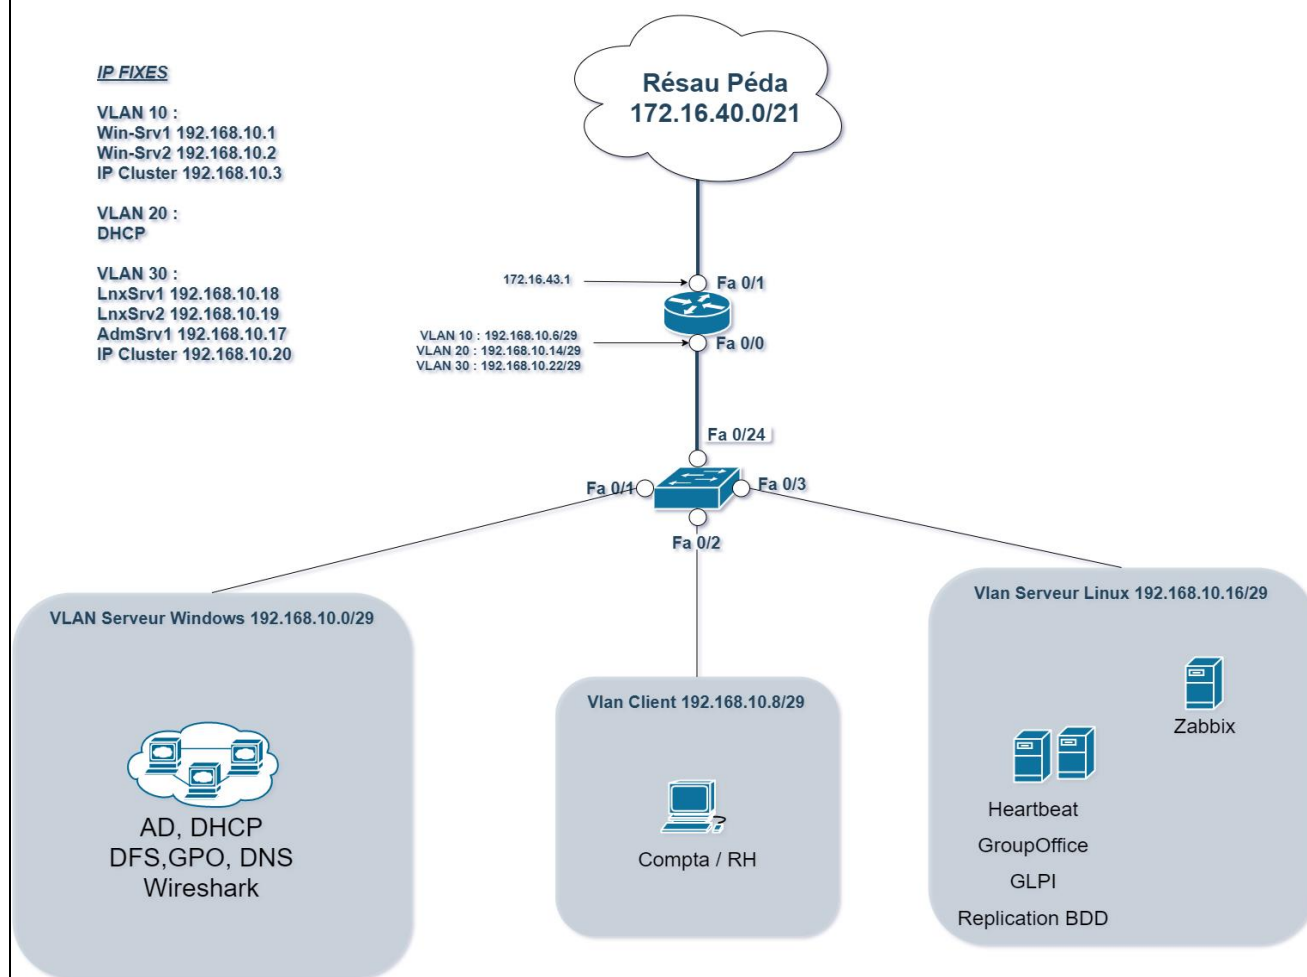 IP FIXES
VLAN 10 :
Win-Srv1 192.168.10.1
Win-Srv2 192.168.10.2
IP Cluster 192.168.10.3
VLAN 20 :
DHCP
VLAN 30 :
LnxSrv1 192.168.10.18
LnxSrv2 192.168.10.19
AdmSrv1 192.168.10.17
IP Cluster 192.168.10.20
Résau Péda
172.16.40.0/21
172.16.43.1
Fa 0/1
VLAN 10 : 192.168.10.6/29
VLAN 20 : 192.168.10.14/29
VLAN 30 : 192.168.10.22/29
Fa 0/0
Fa 0/24
Fa 0/1
Fa 0/3
Fa 0/2
VLAN Serveur Windows 192.168.10.0/29
AD, DHCP
DFS,GPO, DNS
Wireshark
Vlan Client 192.168.10.8/29
Compta / RH
Vlan Serveur Linux 192.168.10.16/29
Zabbix
Heartbeat
GroupOffice
GLPI
Replication BDD